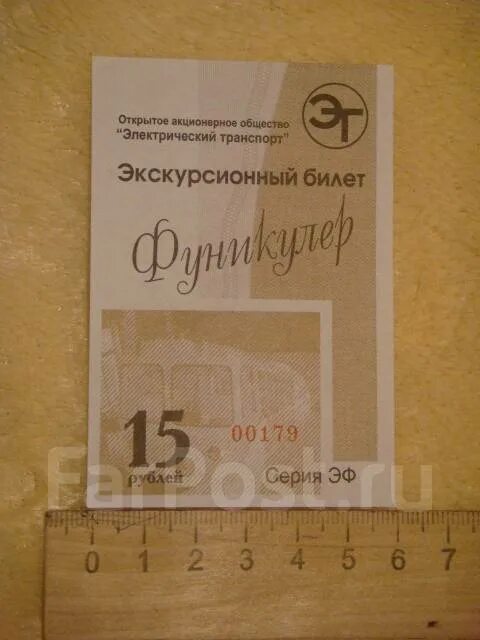 ЭТ
Открытое акционерное общество
"Электрический транспорт"
Экскурсионный билет
Фуникулер
15 00179
рублей
Серия ЭФ
FarPost.ru
0 1 2 3 4 5 6 7